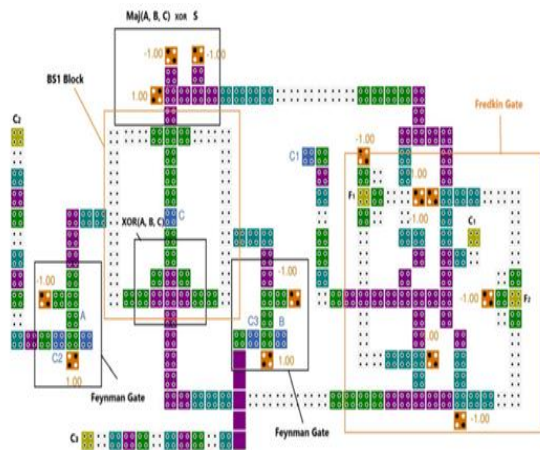 Maj(A, B, C) XOR S
-1.00
-1.00
1.00
BS1 Block
Fredkin Gate
C₂
C1
-1.00
1.00
F₁
-1.00
C
C₁
XOR(A, B, C)
-1.00
-1.00
-1.00
F₂
A
C2
C3
B
.00
1.00
1.00
Feynman Gate
-1.00
Feynman Gate
C₃